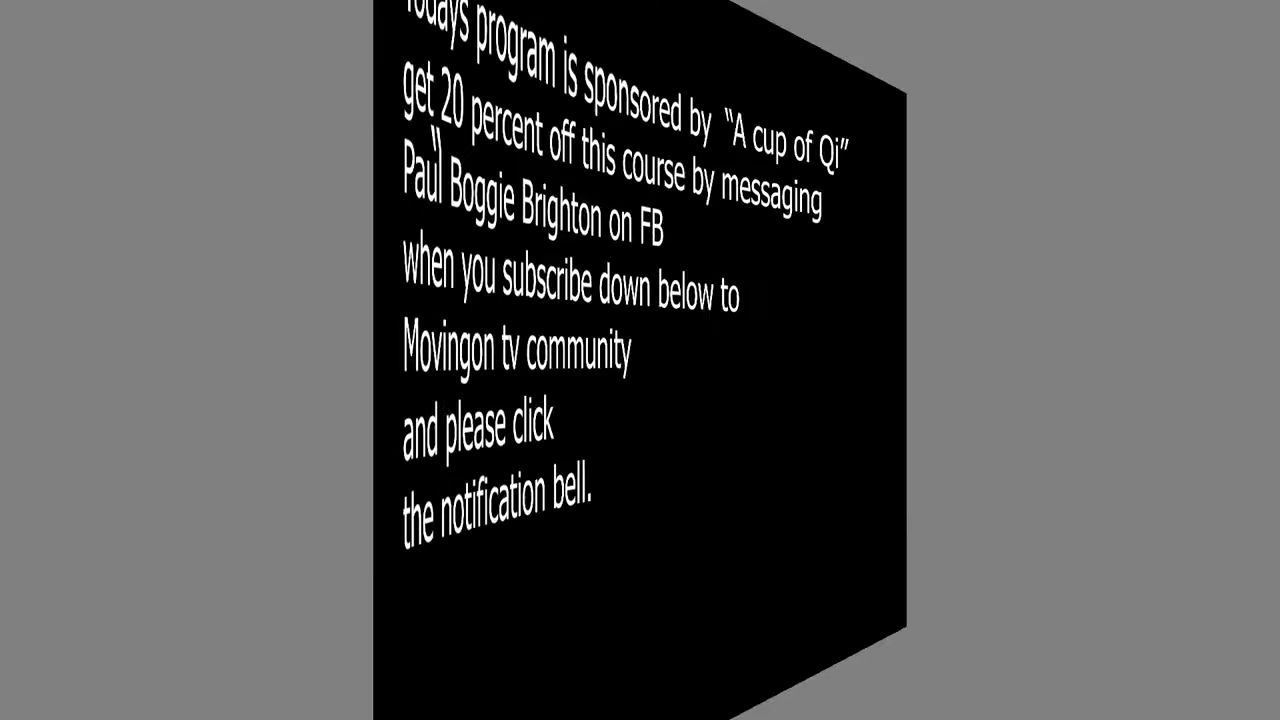 Todays program is sponsored by “A cup of Qi”
get 20 percent off this course by messaging
“
Paul Boggie Brighton on FB
when you subscribe down below to
Movingon tv community
and please click
the notification bell.